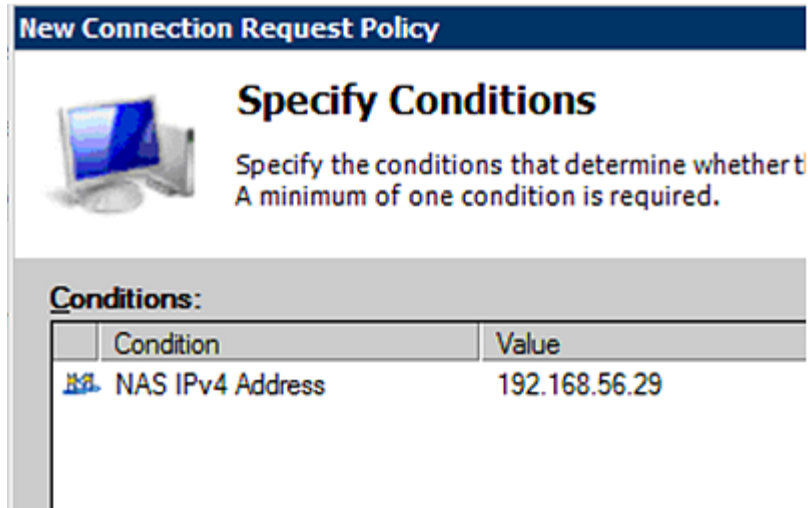 New Connection Request Policy
Specify Conditions
Specify the conditions that determine whether
A minimum of one condition is required.
Conditions:
Condition Value
NAS IPv4 Address 192.168.56.29